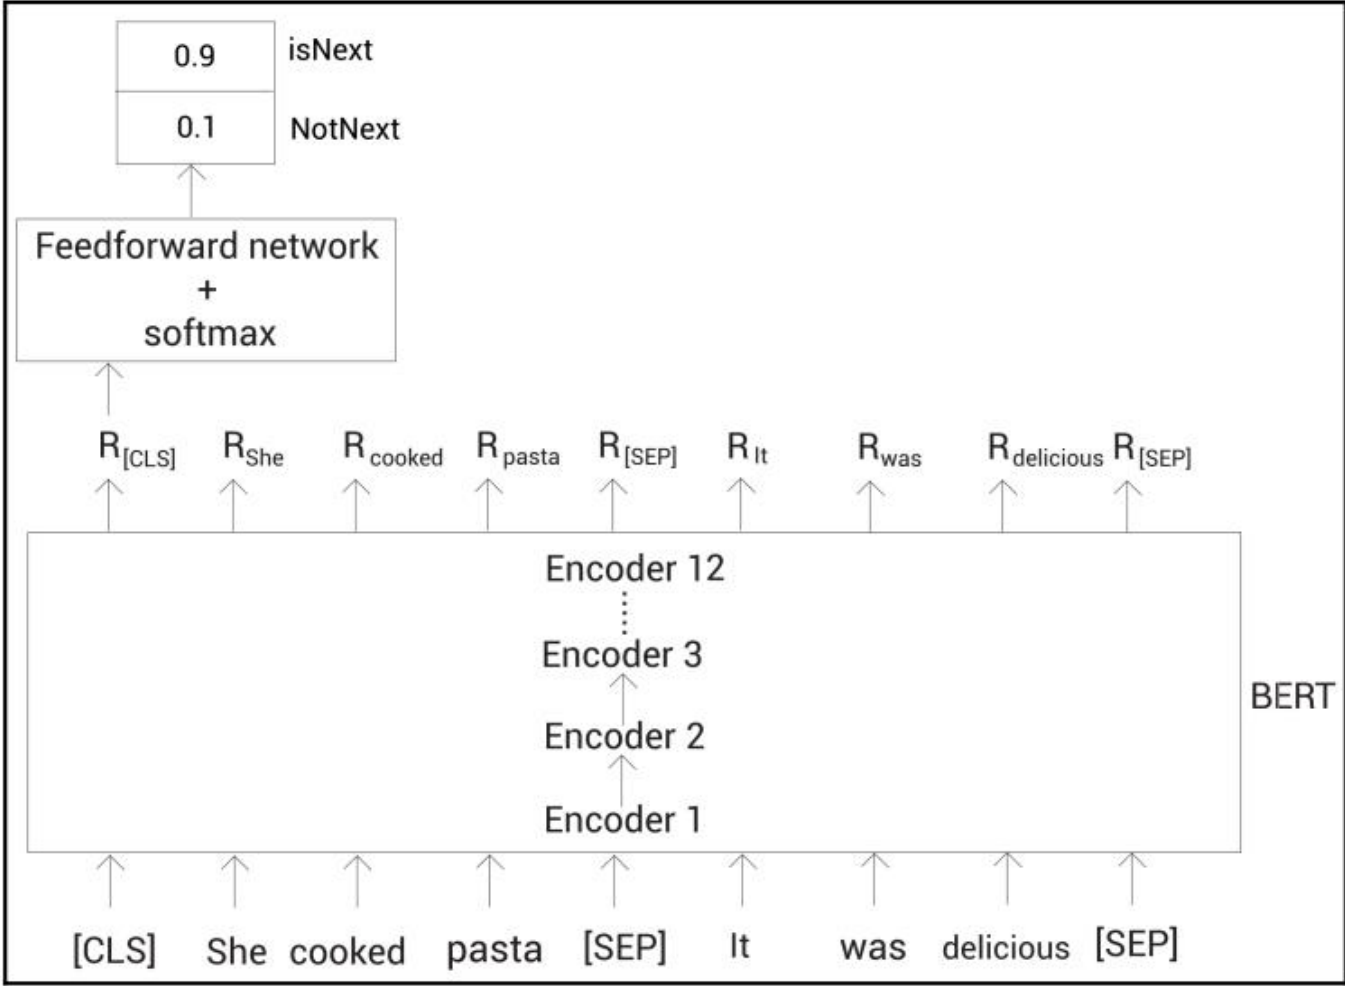 0.9 isNext
0.1 NotNext
Feedforward network
+
softmax
R[CLS] RShe Rcooked Rpasta R[SEP] RIt Rwas Rdelicious R[SEP]
Encoder 12
Encoder 3
BERT
Encoder 2
Encoder 1
[CLS] She cooked pasta [SEP] It was delicious [SEP]